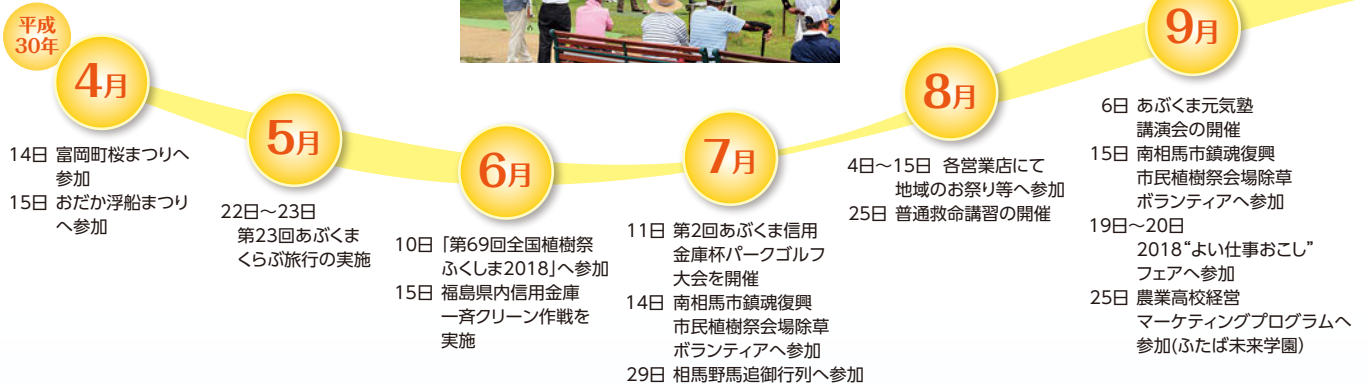 平成
30年
4月
14日 富岡町桜まつりへ
参加
15日 おだか浮船まつり
へ参加
5月
22日～23日
第23回あぶくま
くらぶ旅行の実施
6月
10日 「第69回全国植樹祭
ふくしま2018」へ参加
15日 福島県内信用金庫
一斉クリーン作戦を
実施
7月
11日 第2回あぶくま信用
金庫杯パークゴルフ
大会を開催
14日 南相馬市鎮魂復興
市民植樹祭会場除草
ボランティアへ参加
29日 相馬野馬追御行列へ参加
8月
4日～15日 各営業店にて
地域のお祭り等へ参加
25日 普通救命講習の開催
9月
6日 あぶくま元気塾
講演会の開催
15日 南相馬市鎮魂復興
市民植樹祭会場除草
ボランティアへ参加
19日～20日
2018“よい仕事おこし”
フェアへ参加
25日 農業高校経営
マーケティングプログラムへ
参加(ふたば未来学園)